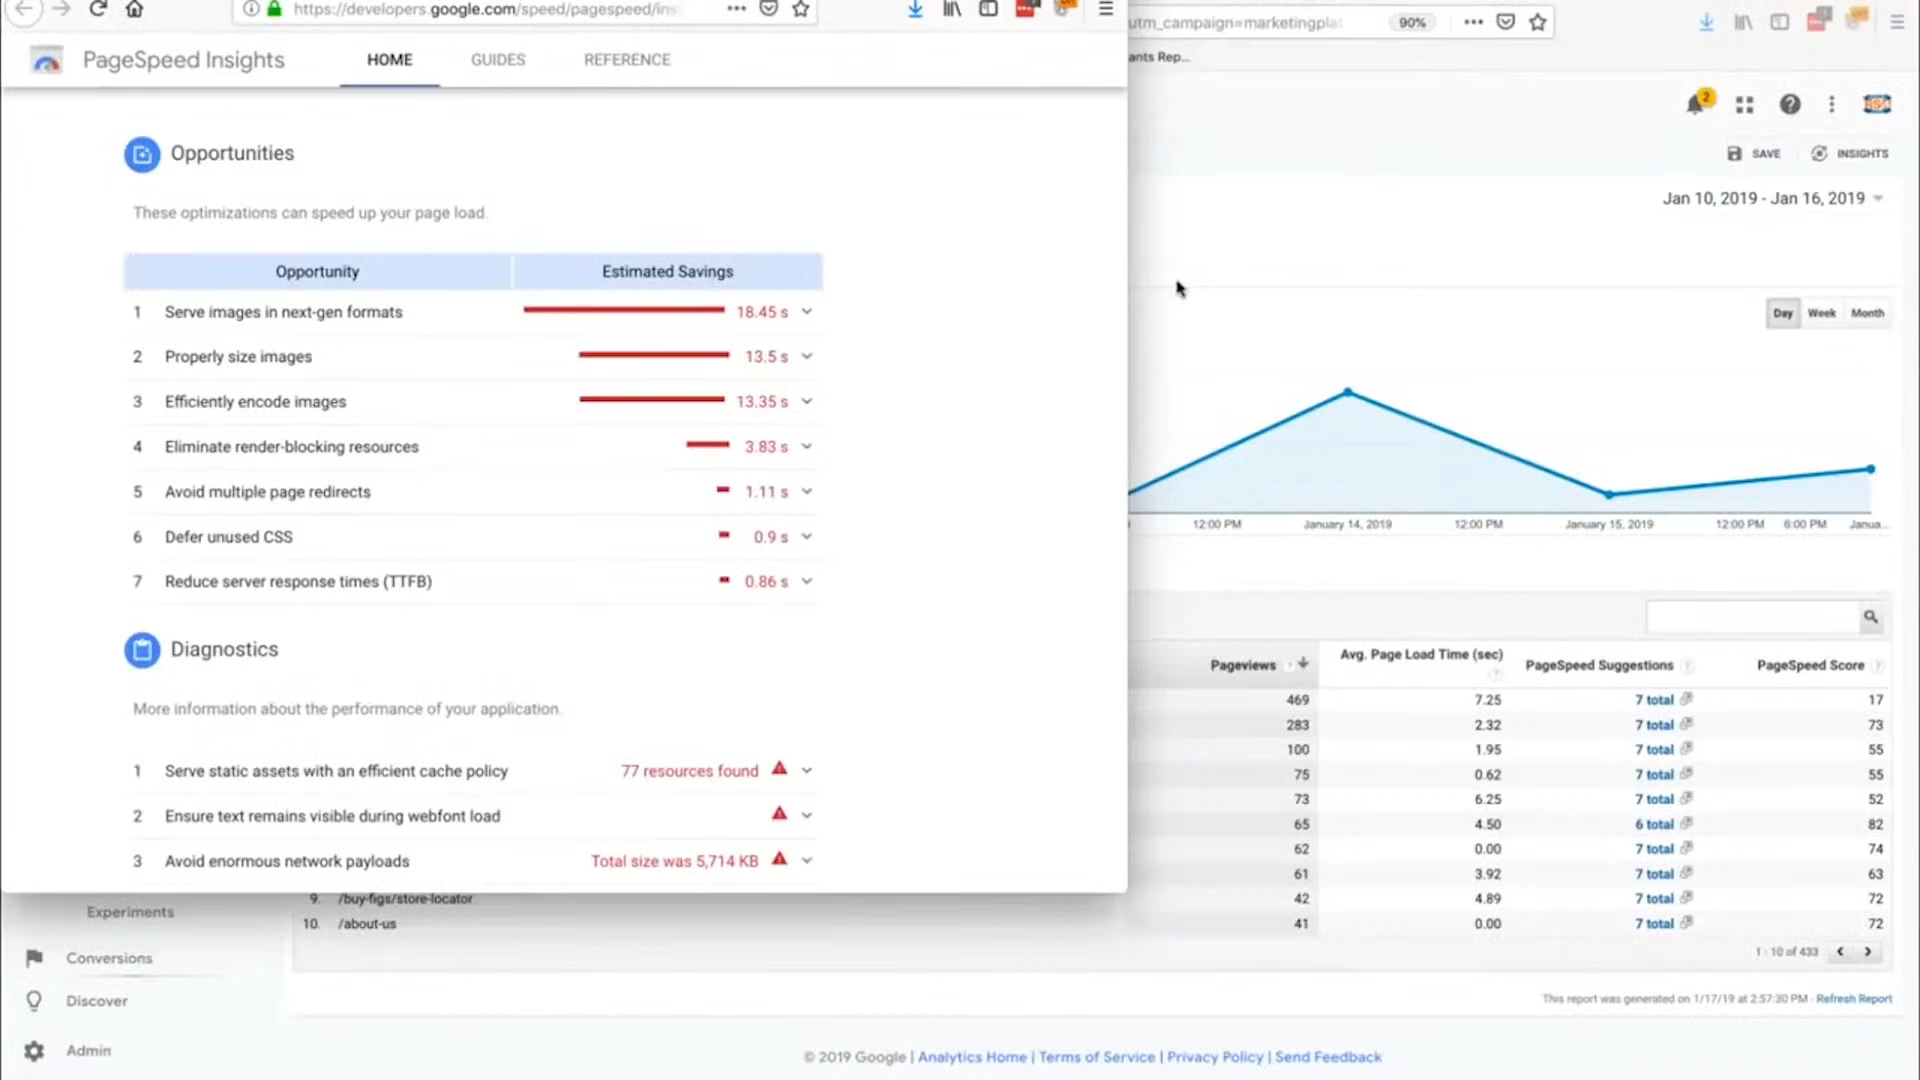 https://developers.google.com/speed/pagespeed/ins
utm_campaign=marketingplat
90%
ants Rep...
PageSpeed Insights
HOME
GUIDES
REFERENCE
2
SAVE
INSIGHTS
Jan 10, 2019 - Jan 16, 2019
Opportunities
These optimizations can speed up your page load.
Opportunity
Estimated Savings
1 Serve images in next-gen formats 18.45 s
2 Properly size images 13.5 s
3 Efficiently encode images 13.35 s
4 Eliminate render-blocking resources 3.83 s
5 Avoid multiple page redirects 1.11 s
6 Defer unused CSS 0.9 s
7 Reduce server response times (TTFB) 0.86 s
Diagnostics
More information about the performance of your application.
1 Serve static assets with an efficient cache policy 77 resources found
2 Ensure text remains visible during webfont load
3 Avoid enormous network payloads Total size was 5,714 KB
Day Week Month
12:00 PM January 14, 2019 12:00 PM January 15, 2019 12:00 PM 6:00 PM Janua...
Pageviews Avg. Page Load Time (sec) PageSpeed Suggestions PageSpeed Score
469 7.25 7 total 17
283 2.32 7 total 73
100 1.95 7 total 55
75 0.62 7 total 55
73 6.25 7 total 52
65 4.50 6 total 82
62 0.00 7 total 74
61 3.92 7 total 63
9. /buy-figs/store-locator 42 4.89 7 total 72
10. /about-us 41 0.00 7 total 72
1 - 10 of 433
Experiments
Conversions
Discover
Admin
This report was generated on 1/17/19 at 2:57:30 PM - Refresh Report
© 2019 Google | Analytics Home | Terms of Service | Privacy Policy | Send Feedback